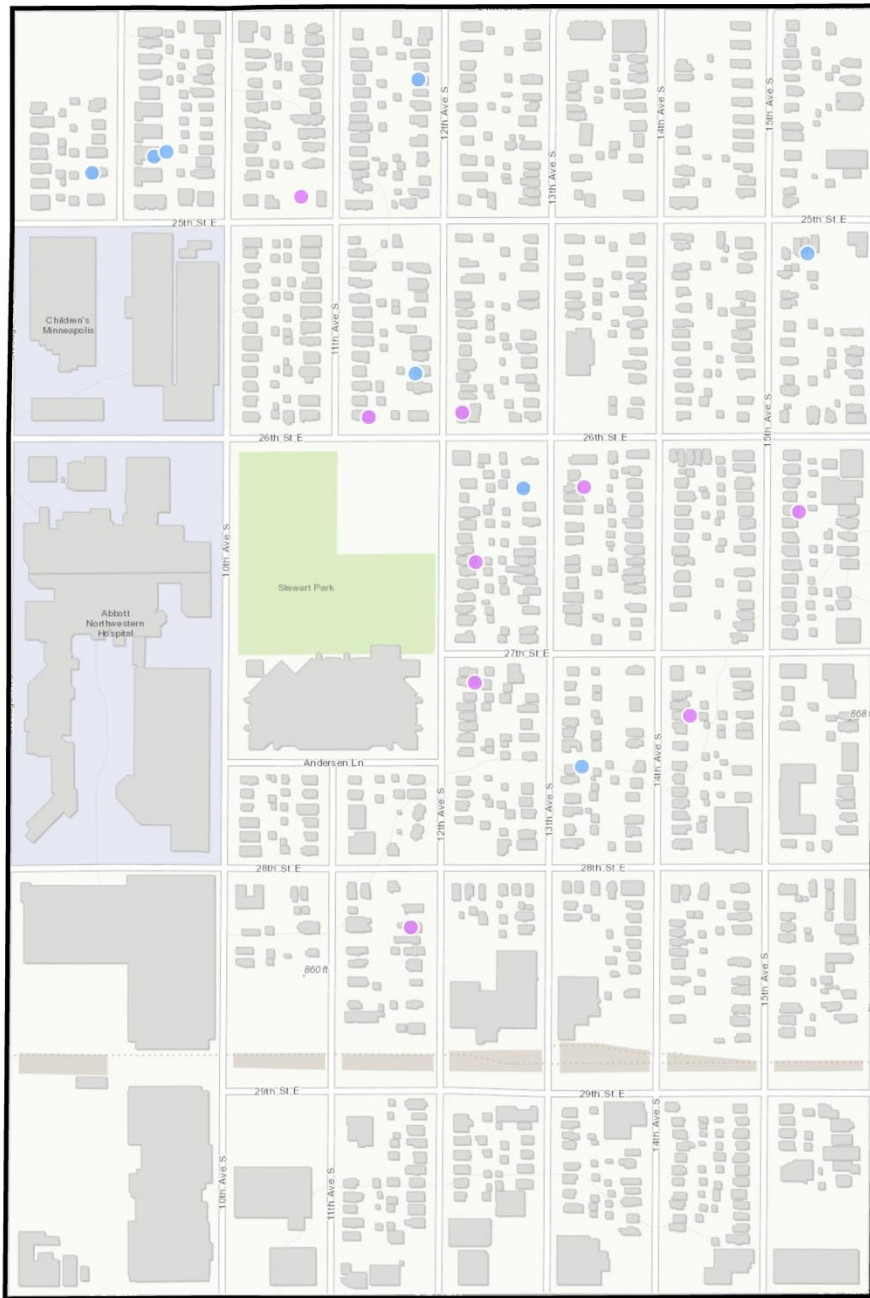 12th Ave S
14th Ave S
15th Ave S
13th Ave S
25th St E
25th St E
Children's
Minneapolis
11th Ave S
15th Ave S
26th St E
26th St E
10th Ave S
Stewart Park
Abbott
Northwestern
Hospital
27th St E
868 f
14th Ave S
Andersen Ln
12th Ave S
13th Ave S
28th St E
28th St E
860 ft
15th Ave S
29th St E
29th St E
14th Ave S
10th Ave S
11th Ave S